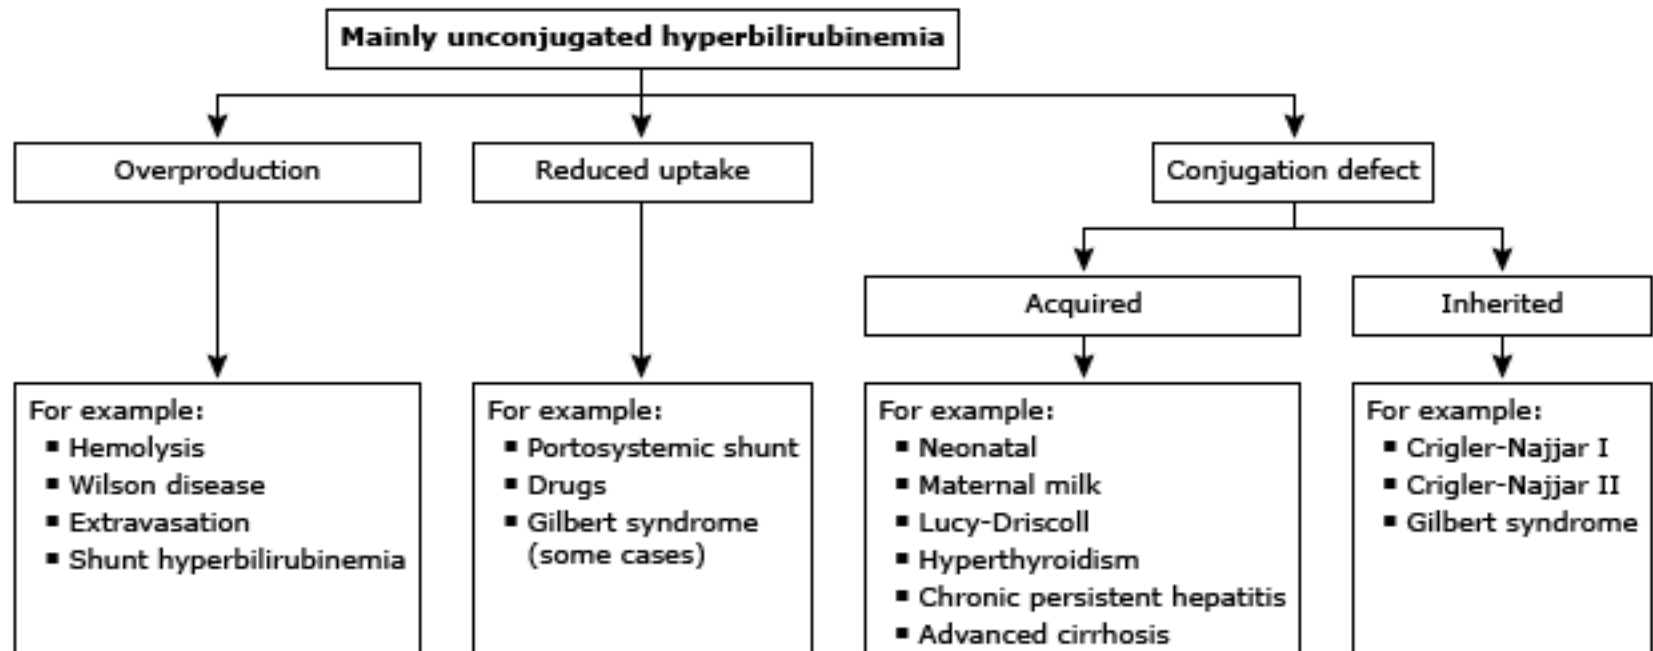 Mainly unconjugated hyperbilirubinemia
Overproduction
Reduced uptake
Conjugation defect
Acquired
Inherited
For example:
▪ Hemolysis
▪ Wilson disease
▪ Extravasation
▪ Shunt hyperbilirubinemia
For example:
▪ Portosystemic shunt
▪ Drugs
▪ Gilbert syndrome
(some cases)
For example:
▪ Neonatal
▪ Maternal milk
▪ Lucy-Driscoll
▪ Hyperthyroidism
▪ Chronic persistent hepatitis
▪ Advanced cirrhosis
For example:
▪ Crigler-Najjar I
▪ Crigler-Najjar II
▪ Gilbert syndrome